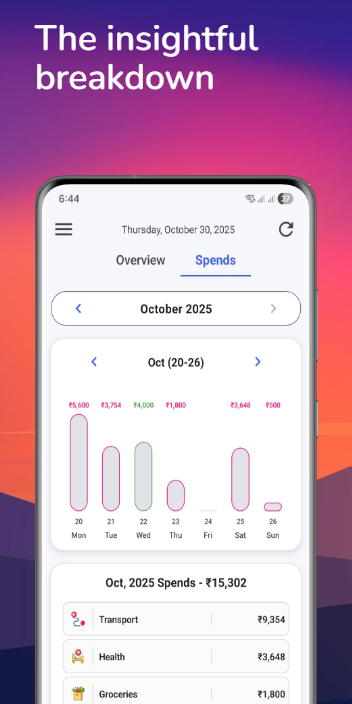 The insightful
breakdown
6:44
37
Thursday, October 30, 2025
Overview Spends
October 2025
Oct (20-26)
₹5,600 ₹3,754 ₹4,000 ₹1,800 ₹3,648 ₹500
20 21 22 23 24 25 26
Mon Tue Wed Thu Fri Sat Sun
Oct, 2025 Spends - ₹15,302
Transport ₹9,354
Health ₹3,648
Groceries ₹1,800